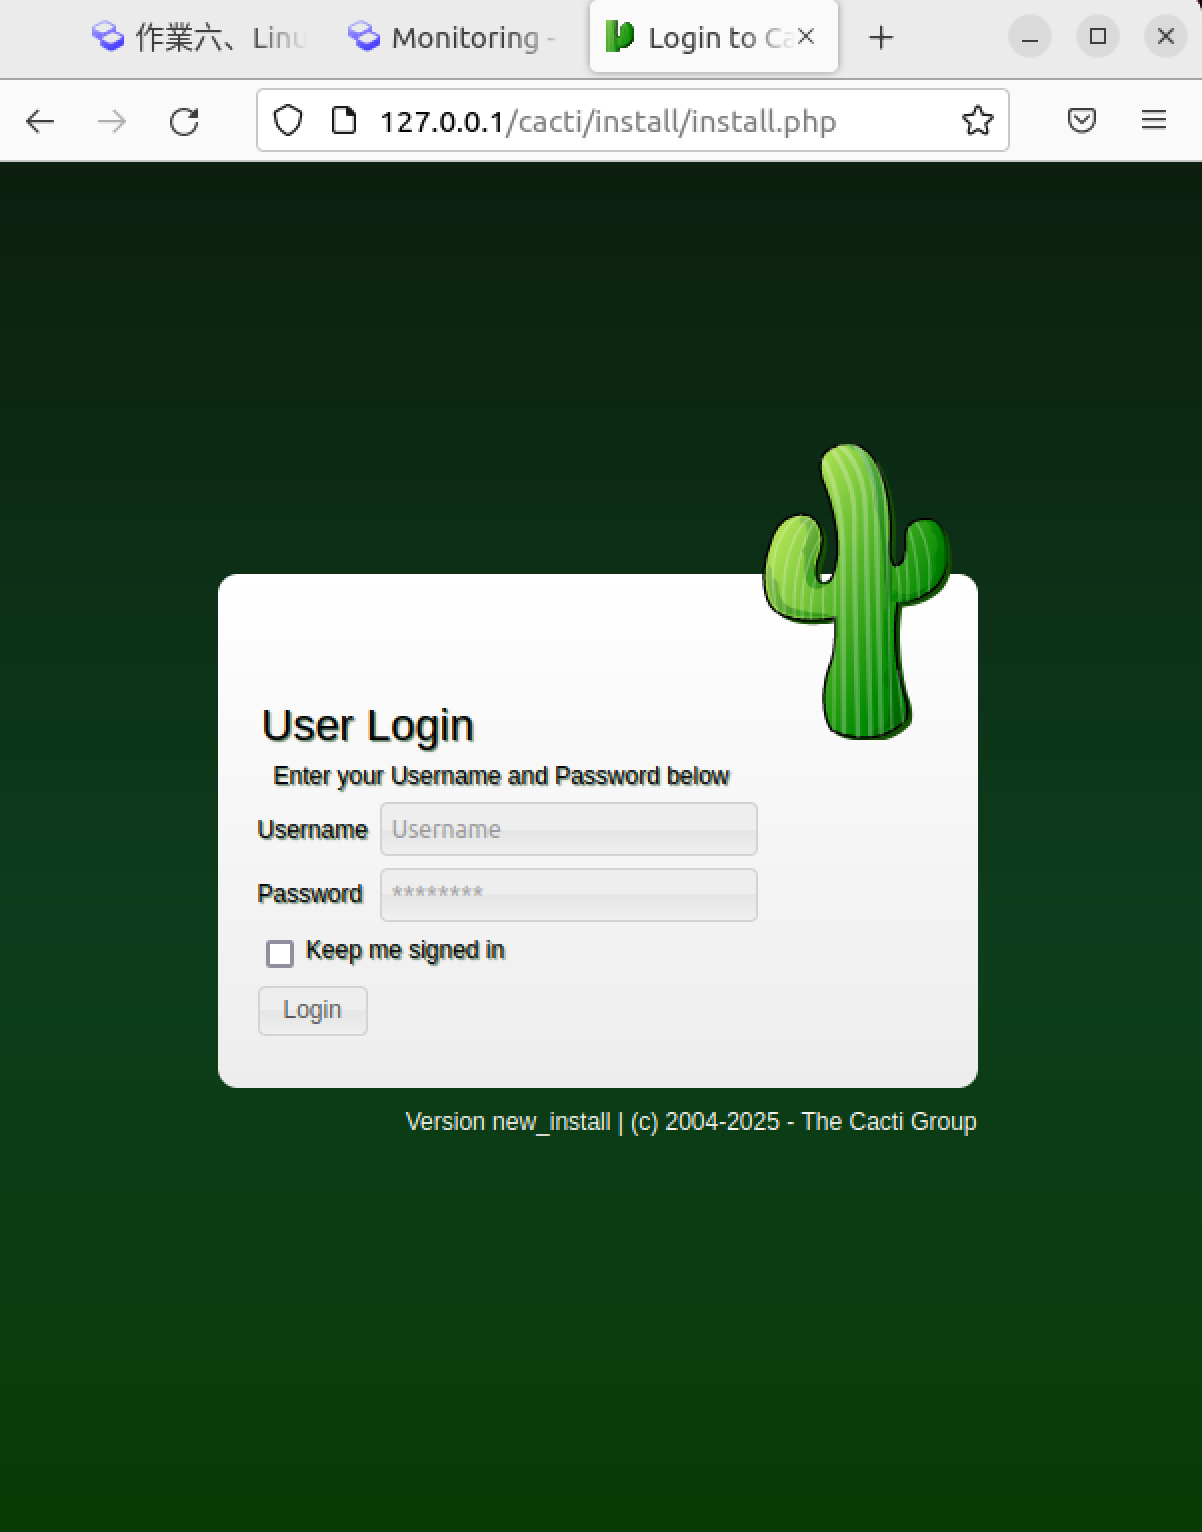 作業六、Linu
Monitoring -
Login to Ca
127.0.0.1/cacti/install/install.php
User Login
Enter your Username and Password below
Username
Username
Password
********
Keep me signed in
Login
Version new_install | (c) 2004-2025 - The Cacti Group